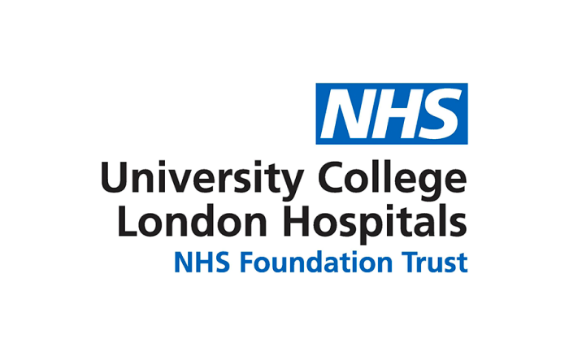 NHS
University College
London Hospitals
NHS Foundation Trust